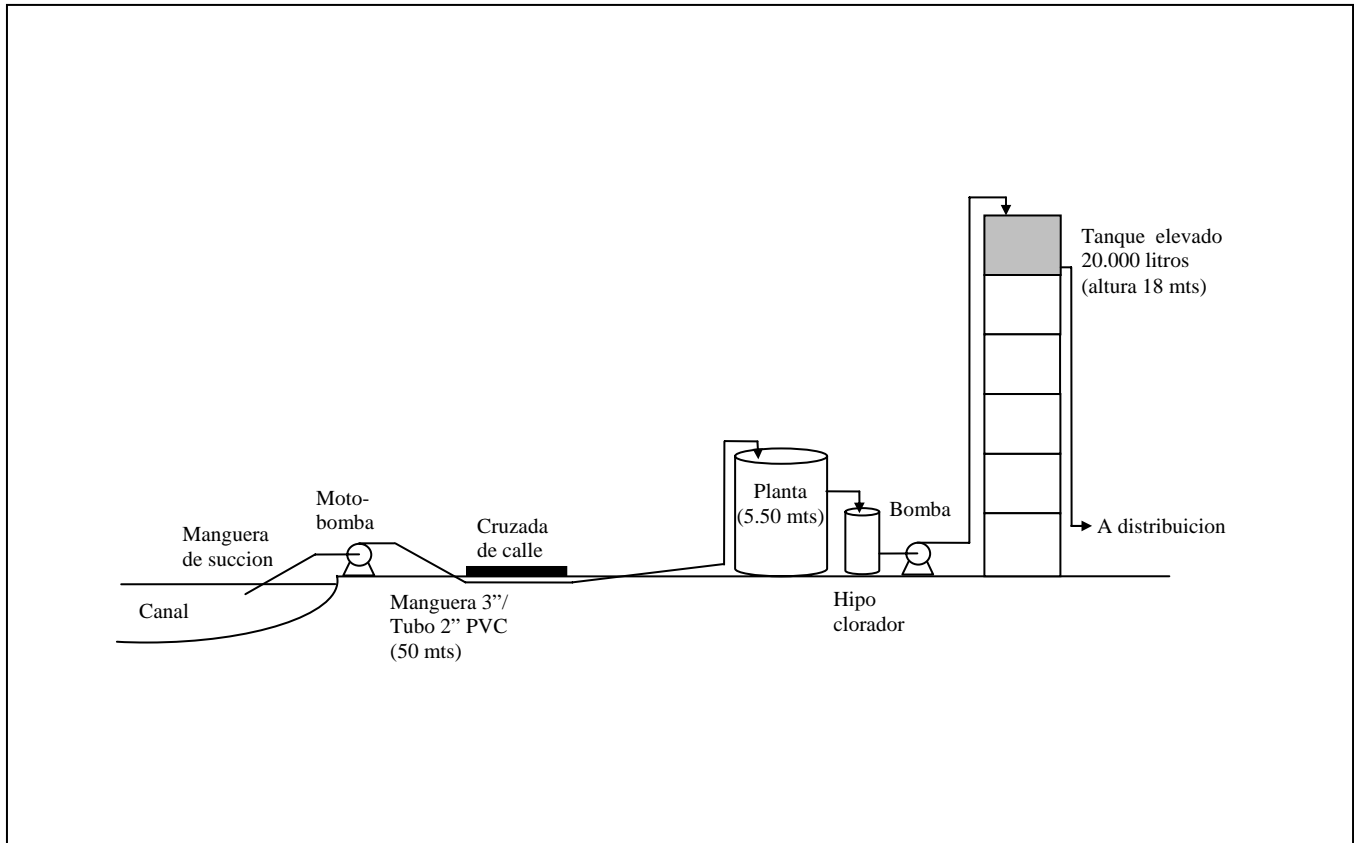 Tanque elevado
20.000 litros
(altura 18 mts)
Planta
(5.50 mts)
Moto-
bomba
Bomba
Cruzada
de calle
Manguera
de succion
A distribuicion
Canal
Manguera 3”/
Tubo 2” PVC
(50 mts)
Hipo
clorador